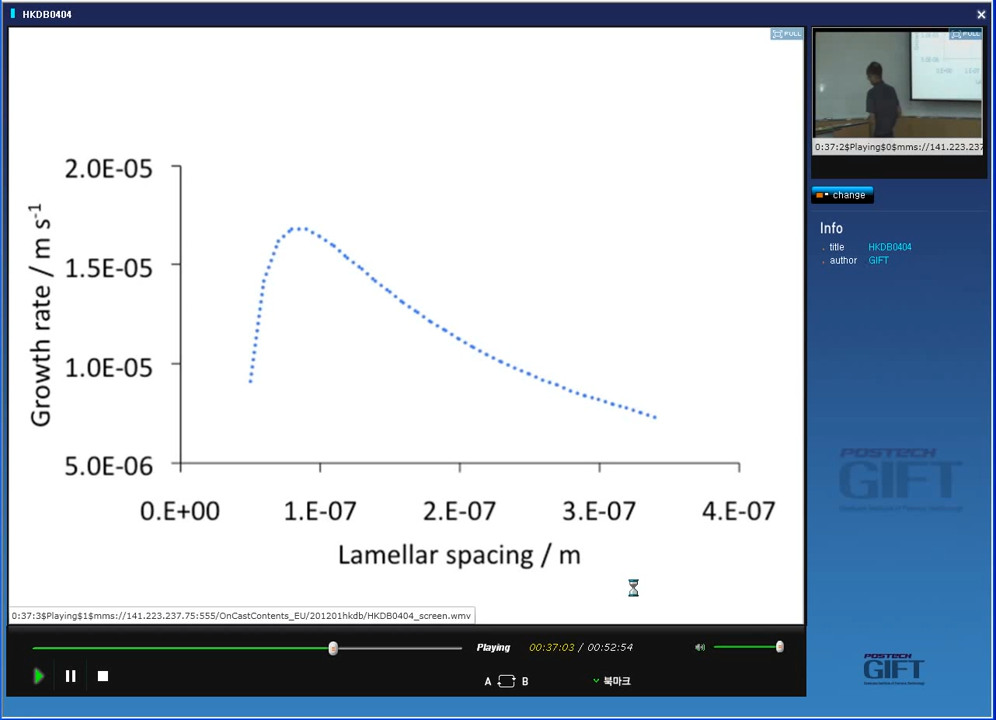 HKDB0404
FULL
2.0E-05
1.5E-05
1.0E-05
5.0E-06
Growth rate / m s⁻¹
0.E+00 1.E-07 2.E-07 3.E-07 4.E-07
Lamellar spacing / m
0:37:3$Playing$1$mms://141.223.237.75:555/OnCastContents_EU/201201hkdb/HKDB0404_screen.wmv
Playing 00:37:03 / 00:52:54
A B 북마크
FULL
0:37:2$Playing$0$mms://141.223.237
change
Info
. title HKDB0404
. author GIFT
POSTECH
GIFT
POSTECH
GIFT